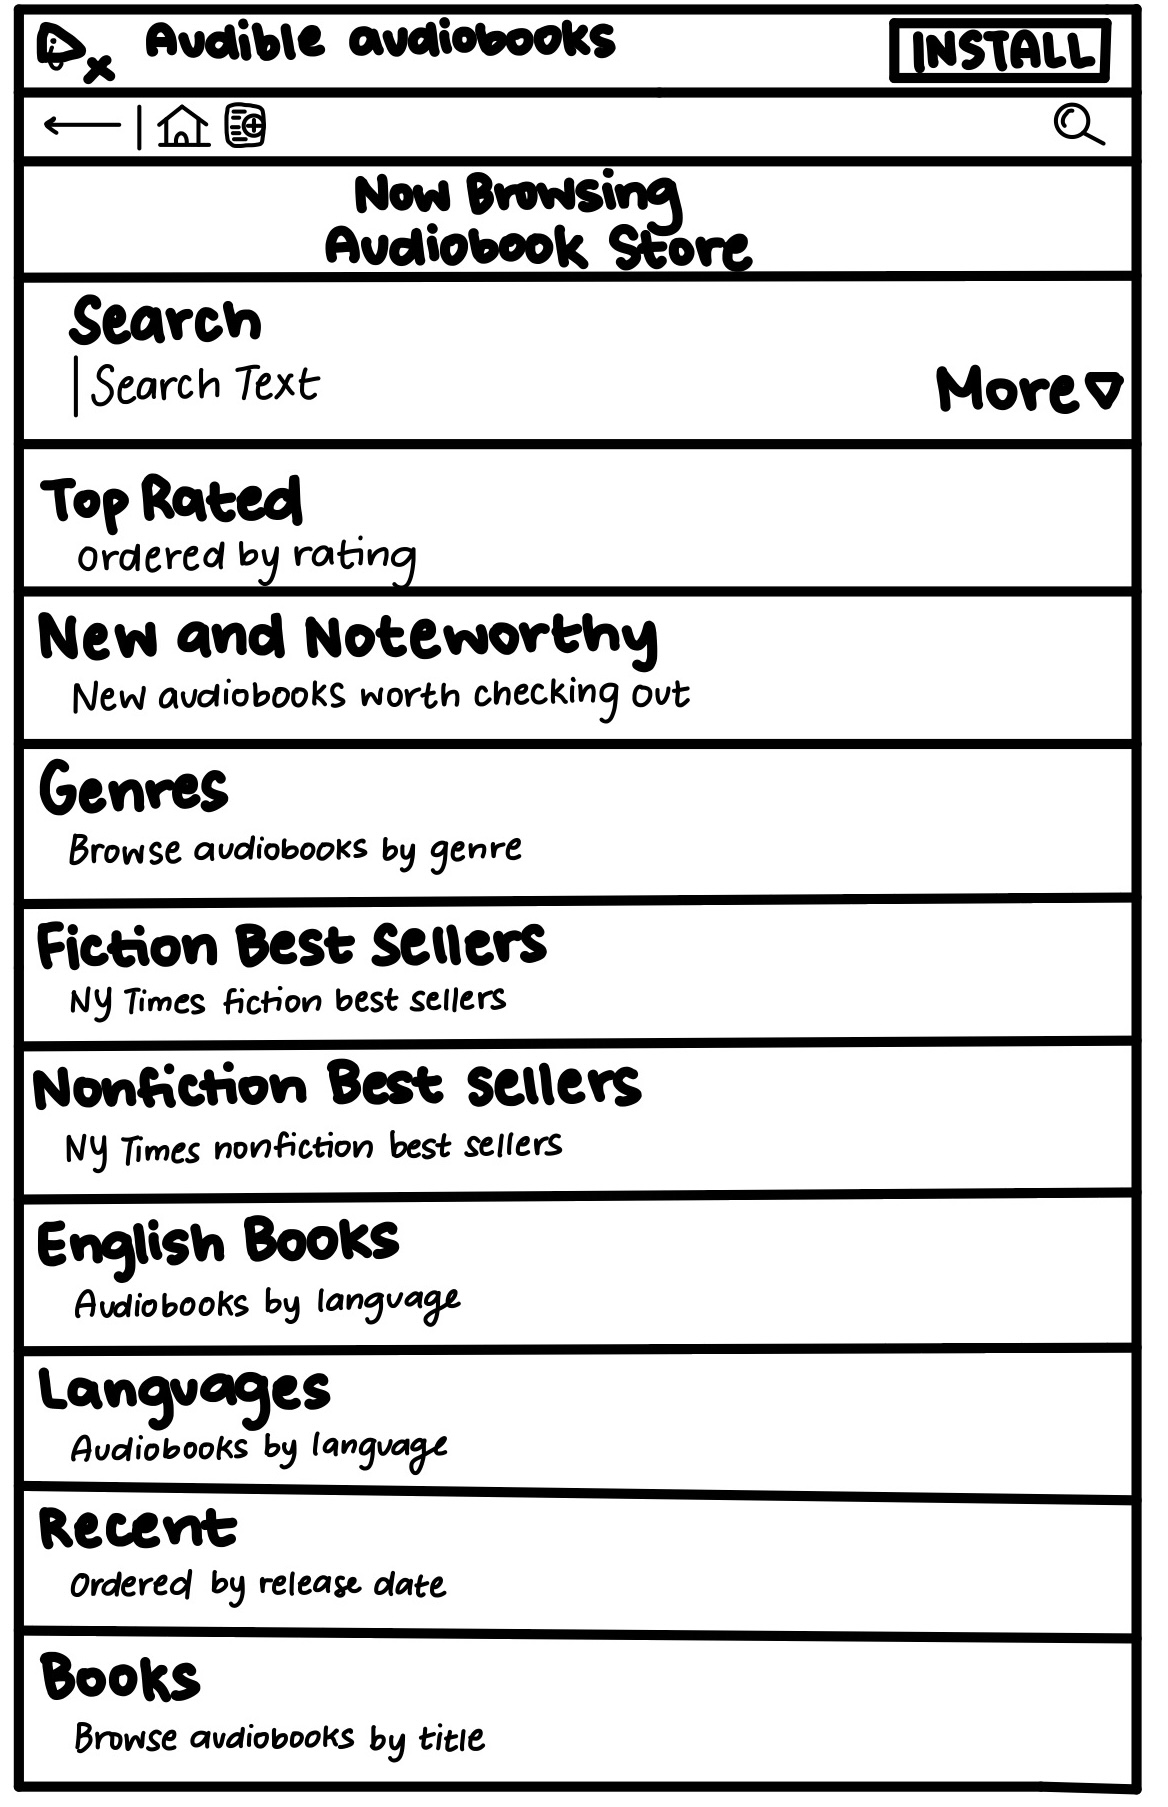 Audible audiobooks
INSTALL
Now Browsing
Audiobook Store
Search
Search Text
More
Top Rated
ordered by rating
New and Noteworthy
New audiobooks worth checking out
Genres
Browse audiobooks by genre
Fiction Best Sellers
NY Times fiction best sellers
Nonfiction Best Sellers
NY Times nonfiction best sellers
English Books
Audiobooks by language
Languages
Audiobooks by language
Recent
Ordered by release date
Books
Browse audiobooks by title